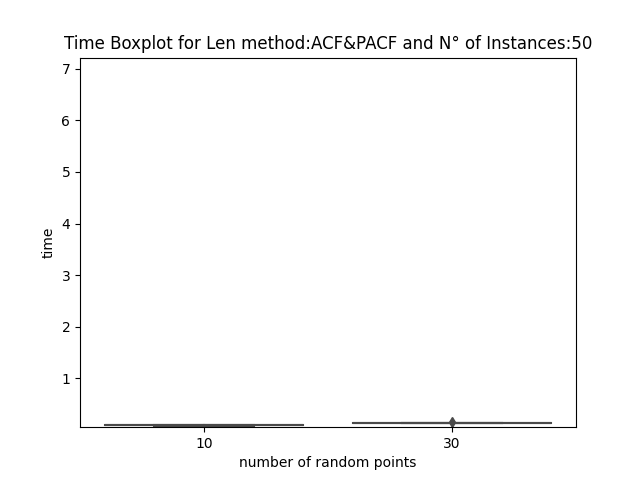 Time Boxplot for Len method:ACF&PACF and N° of Instances:50
7
6
5
4
3
2
1
time
10 30
number of random points